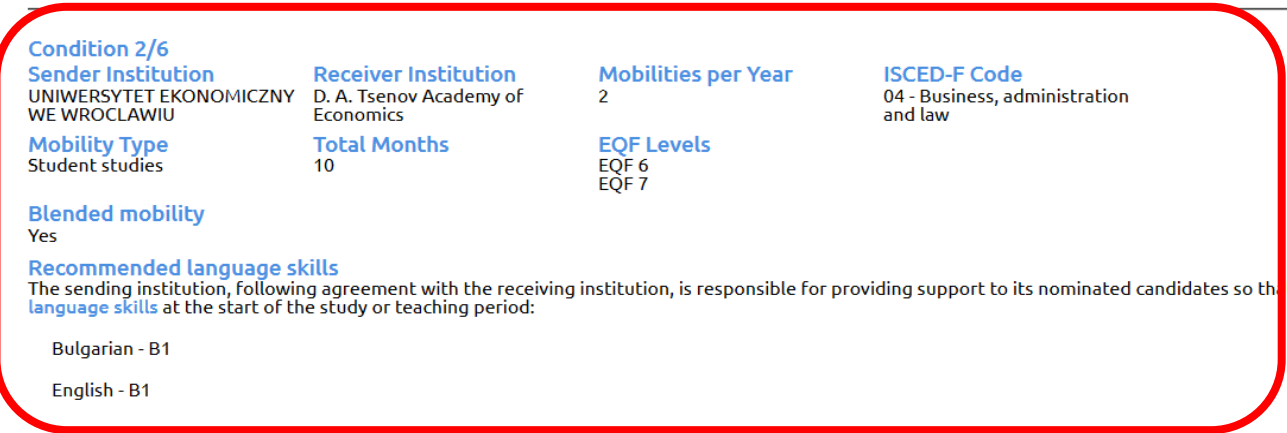 Condition 2/6
Sender Institution Receiver Institution Mobilities per Year ISCED-F Code
UNIWERSYTET EKONOMICZNY D. A. Tsenov Academy of 2 04 - Business, administration
WE WROCLAWIU Economics and law
Mobility Type Total Months EQF Levels
Student studies 10 EQF 6
EQF 7
Blended mobility
Yes
Recommended language skills
The sending institution, following agreement with the receiving institution, is responsible for providing support to its nominated candidates so
language skills at the start of the study or teaching period:
Bulgarian - B1
English - B1